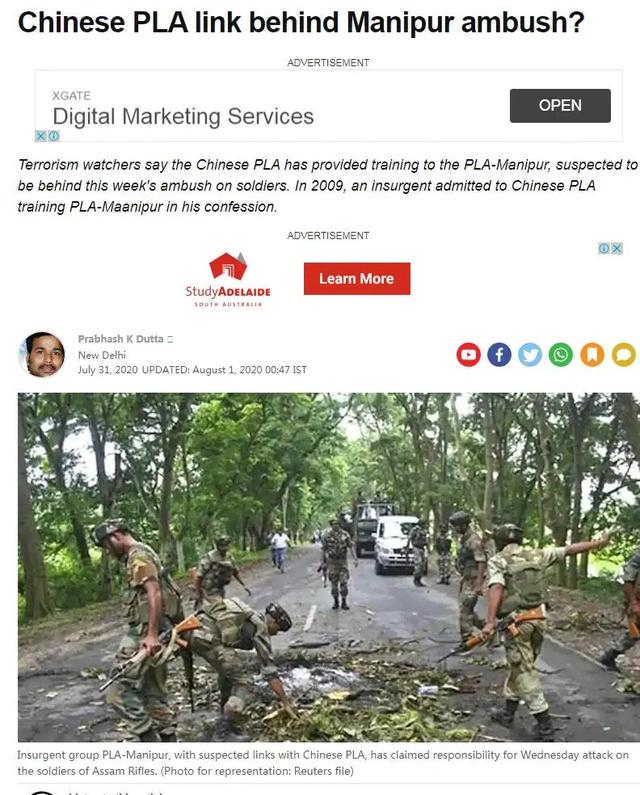 Chinese PLA link behind Manipur ambush?
ADVERTISEMENT
XGATE
Digital Marketing Services
OPEN
Terrorism watchers say the Chinese PLA has provided training to the PLA-Manipur, suspected to
be behind this week's ambush on soldiers. In 2009, an insurgent admitted to Chinese PLA
training PLA-Maanipur in his confession.
ADVERTISEMENT
StudyADELAIDE
SOUTH AUSTRALIA
Learn More
Prabhash K Dutta
New Delhi
July 31, 2020 UPDATED: August 1, 2020 00:47 IST
Insurgent group PLA-Manipur, with suspected links with Chinese PLA, has claimed responsibility for Wednesday attack on
the soldiers of Assam Rifles. (Photo for representation: Reuters file)